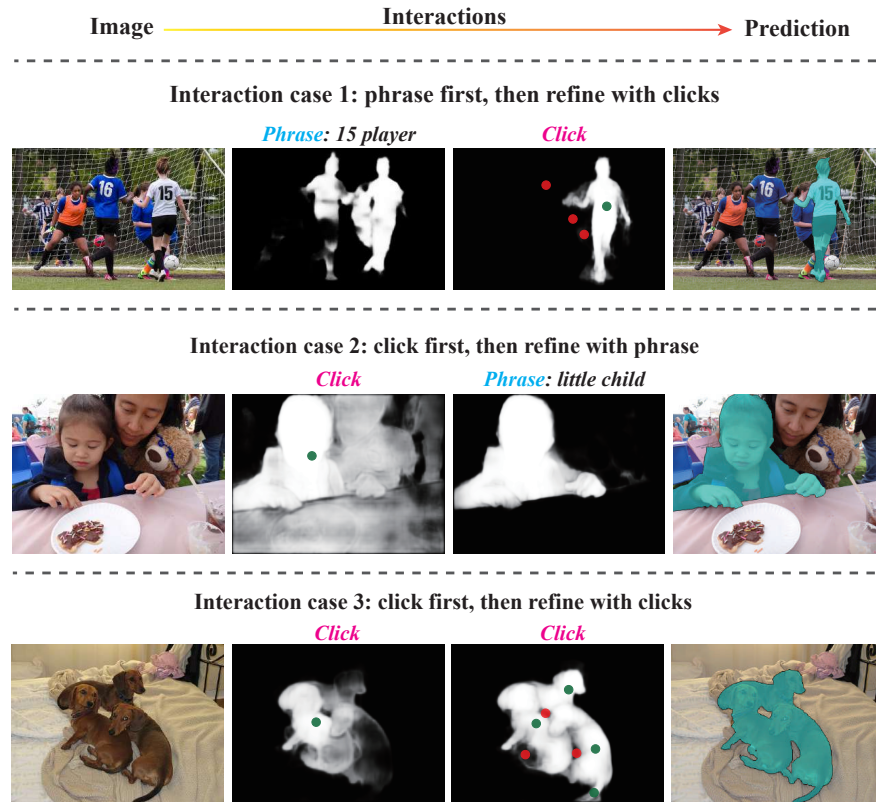 Image
Interactions
Prediction
Interaction case 1: phrase first, then refine with clicks
Phrase: 15 player
Click
16
15
16
15
Interaction case 2: click first, then refine with phrase
Click
Phrase: little child
Interaction case 3: click first, then refine with clicks
Click
Click